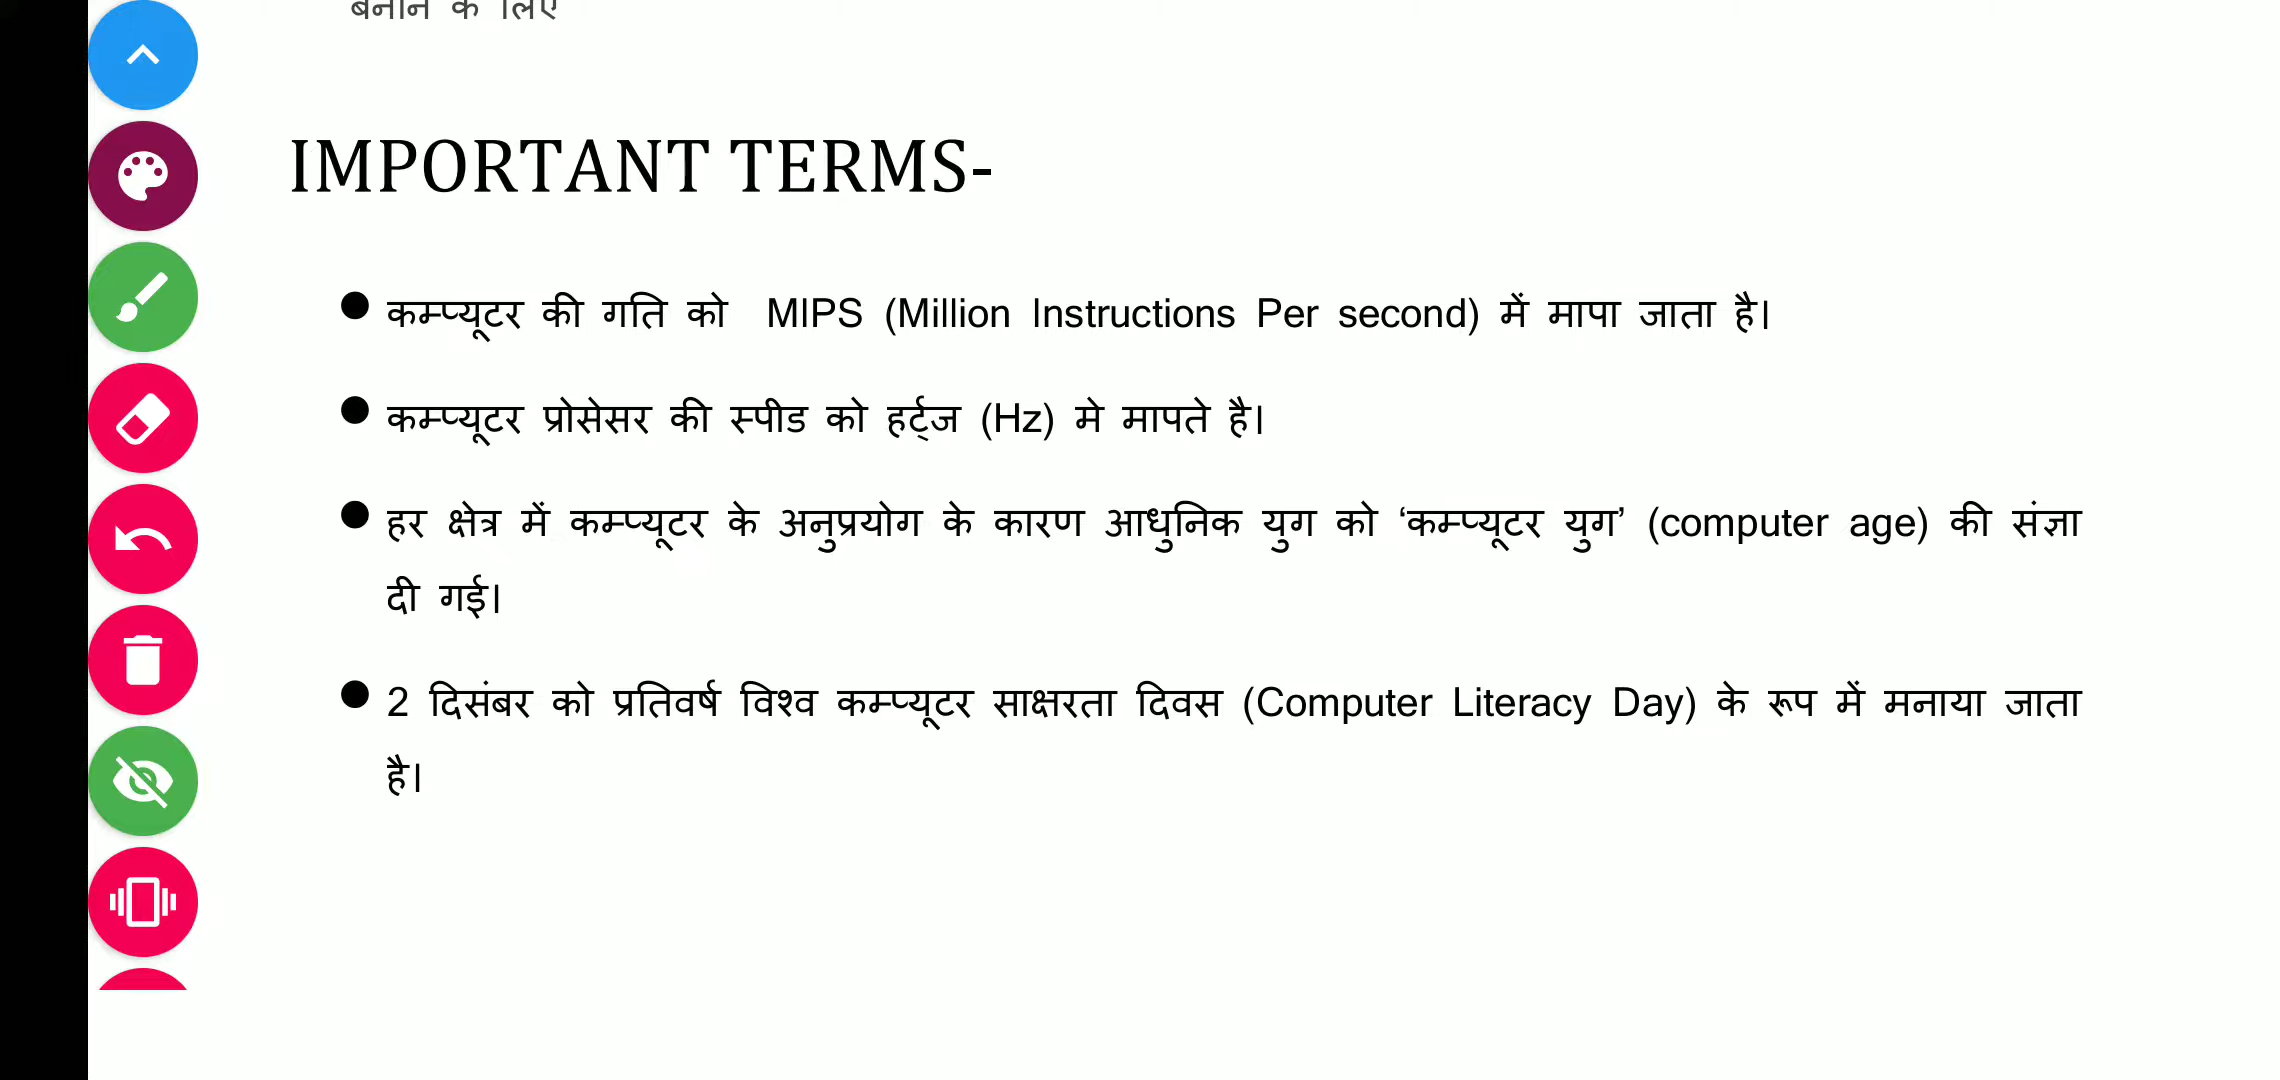 बनाने के लिए
IMPORTANT TERMS-
● कम्प्यूटर की गति को MIPS (Million Instructions Per second) में मापा जाता है।
● कम्प्यूटर प्रोसेसर की स्पीड को हर्ट्ज (Hz) मे मापते है।
● हर क्षेत्र में कम्प्यूटर के अनुप्रयोग के कारण आधुनिक युग को ‘कम्प्यूटर युग’ (computer age) की संज्ञा
दी गई।
● 2 दिसंबर को प्रतिवर्ष विश्व कम्प्यूटर साक्षरता दिवस (Computer Literacy Day) के रूप में मनाया जाता
है।